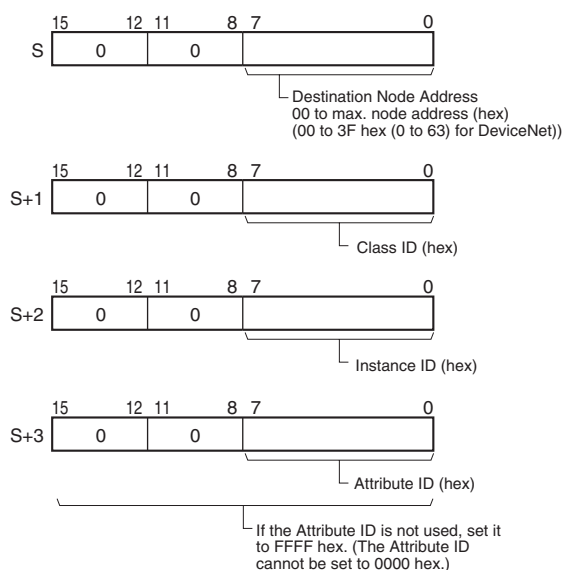 15 12 11 8 7 0
S 0 0
Destination Node Address
00 to max. node address (hex)
(00 to 3F hex (0 to 63) for DeviceNet))
15 12 11 8 7 0
S+1 0 0
Class ID (hex)
15 12 11 8 7 0
S+2 0 0
Instance ID (hex)
15 12 11 8 7 0
S+3 0 0
Attribute ID (hex)
If the Attribute ID is not used, set it
to FFFF hex. (The Attribute ID
cannot be set to 0000 hex.)